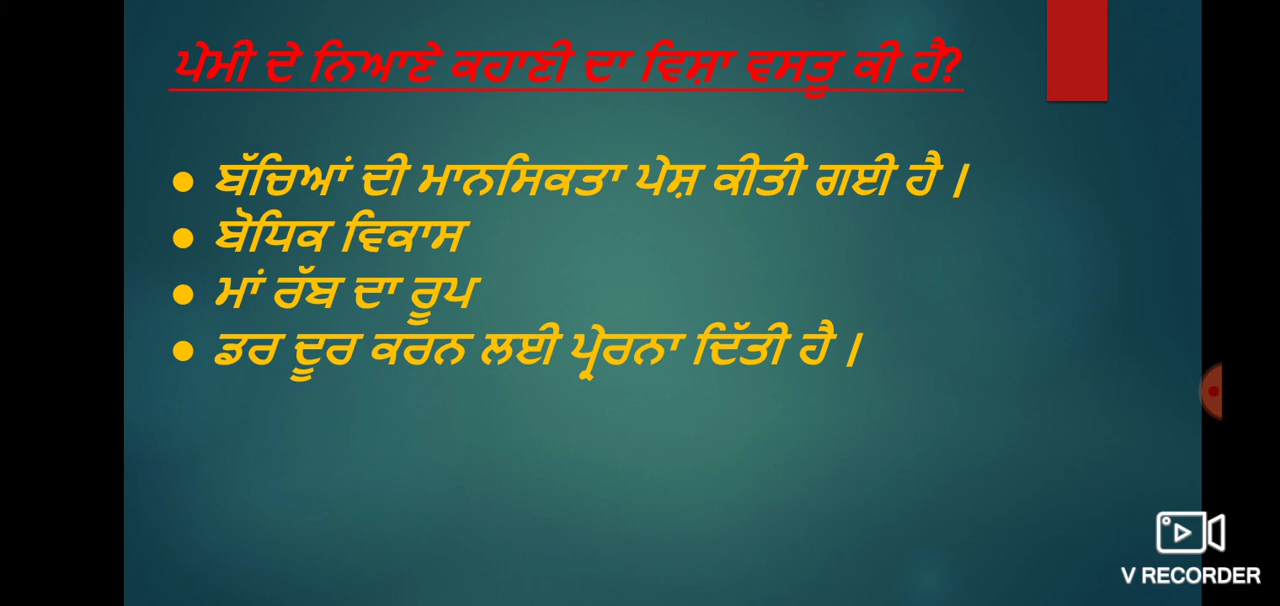 ਪੇਮੀ ਦੇ ਨਿਆਣੇ ਕਹਾਣੀ ਦਾ ਵਿਸ਼ਾ ਵਸਤੂ ਕੀ ਹੈ?
● ਬੱਚਿਆਂ ਦੀ ਮਾਨਸਿਕਤਾ ਪੇਸ਼ ਕੀਤੀ ਗਈ ਹੈ ।
● ਬੋਧਿਕ ਵਿਕਾਸ
● ਮਾਂ ਰੱਬ ਦਾ ਰੂਪ
● ਡਰ ਦੂਰ ਕਰਨ ਲਈ ਪ੍ਰੇਰਨਾ ਦਿੱਤੀ ਹੈ ।
V RECORDER